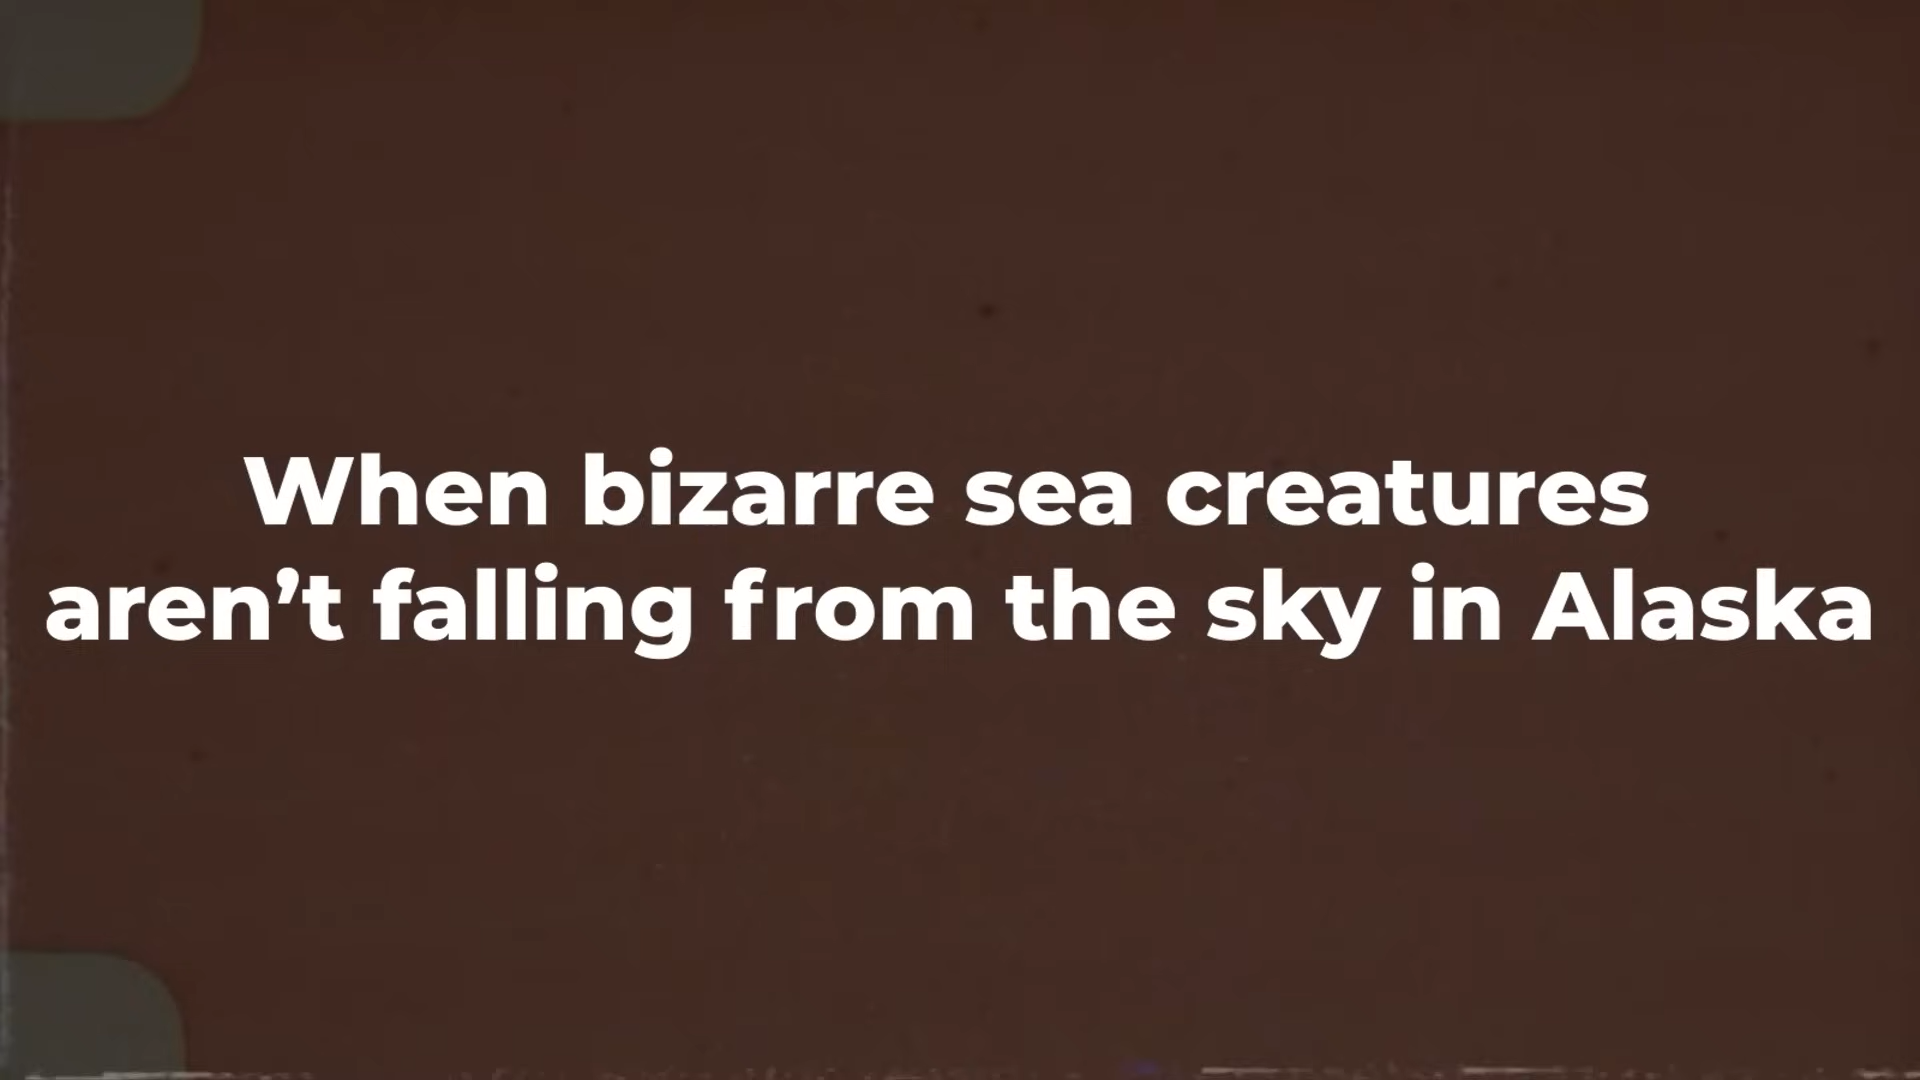 When bizarre sea creatures
aren’t falling from the sky in Alaska